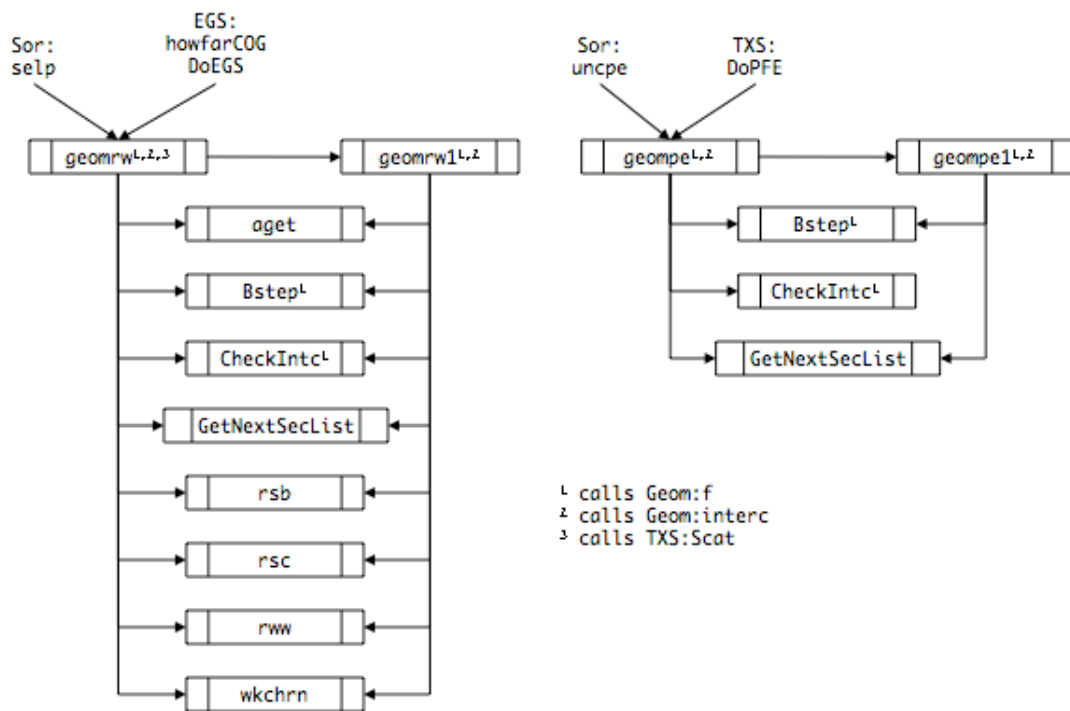 EGS:
Sor: howfarCOG
selp DoEGS
Sor: TXS:
uncpe DoPFE
geomrw¹,²,³ geomrw1¹,²
geompe¹,² geompe1¹,²
aget
Bstep¹
CheckIntc¹
GetNextSecList
rsb
rsc
rww
wkchrn
Bstep¹
CheckIntc¹
GetNextSecList
¹ calls Geom:f
² calls Geom:interc
³ calls TXS:Scat